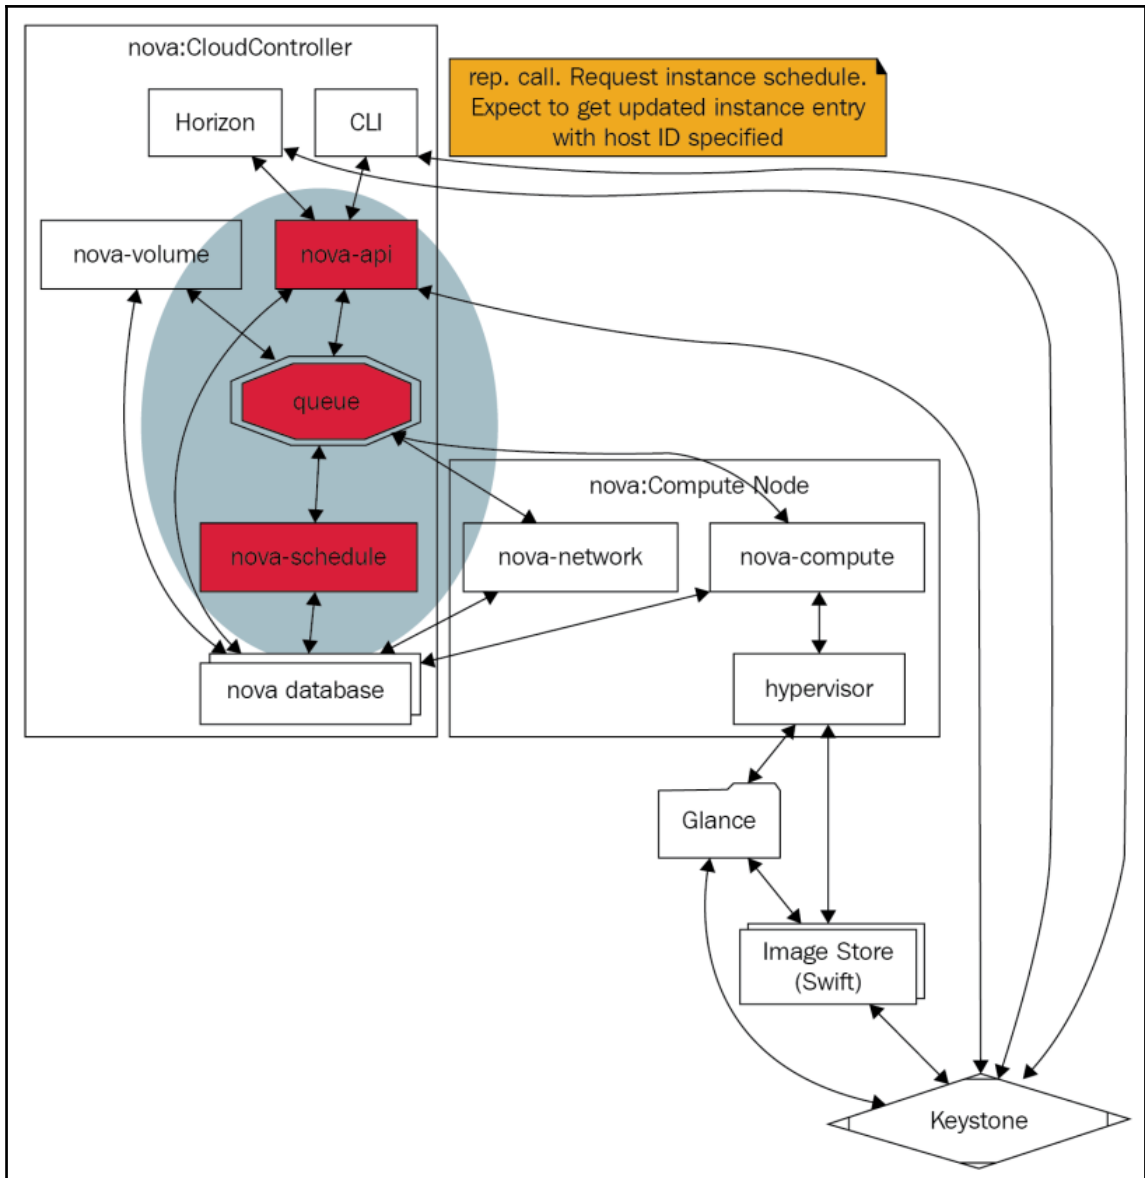 nova:CloudController
rep. call. Request instance schedule.
Expect to get updated instance entry
with host ID specified
Horizon
CLI
nova-volume
nova-api
queue
nova:Compute Node
nova-schedule
nova-network
nova-compute
nova database
hypervisor
Glance
Image Store
(Swift)
Keystone